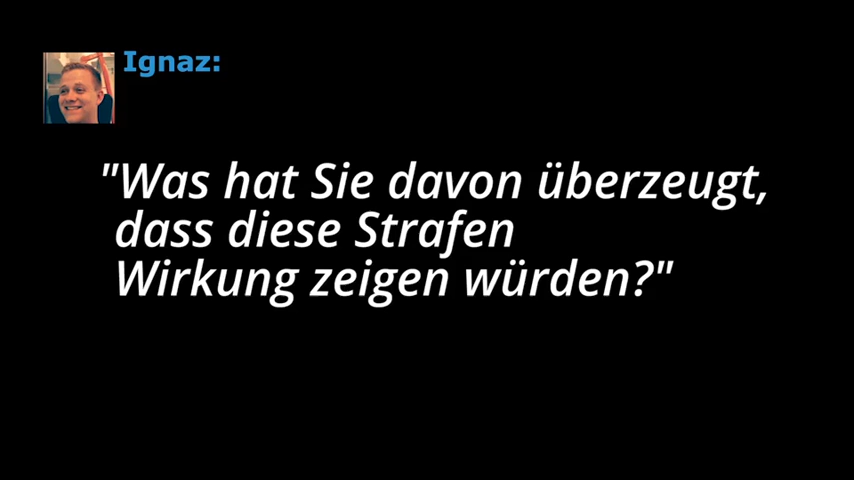 Ignaz:
"Was hat Sie davon überzeugt,
dass diese Strafen
Wirkung zeigen würden?"